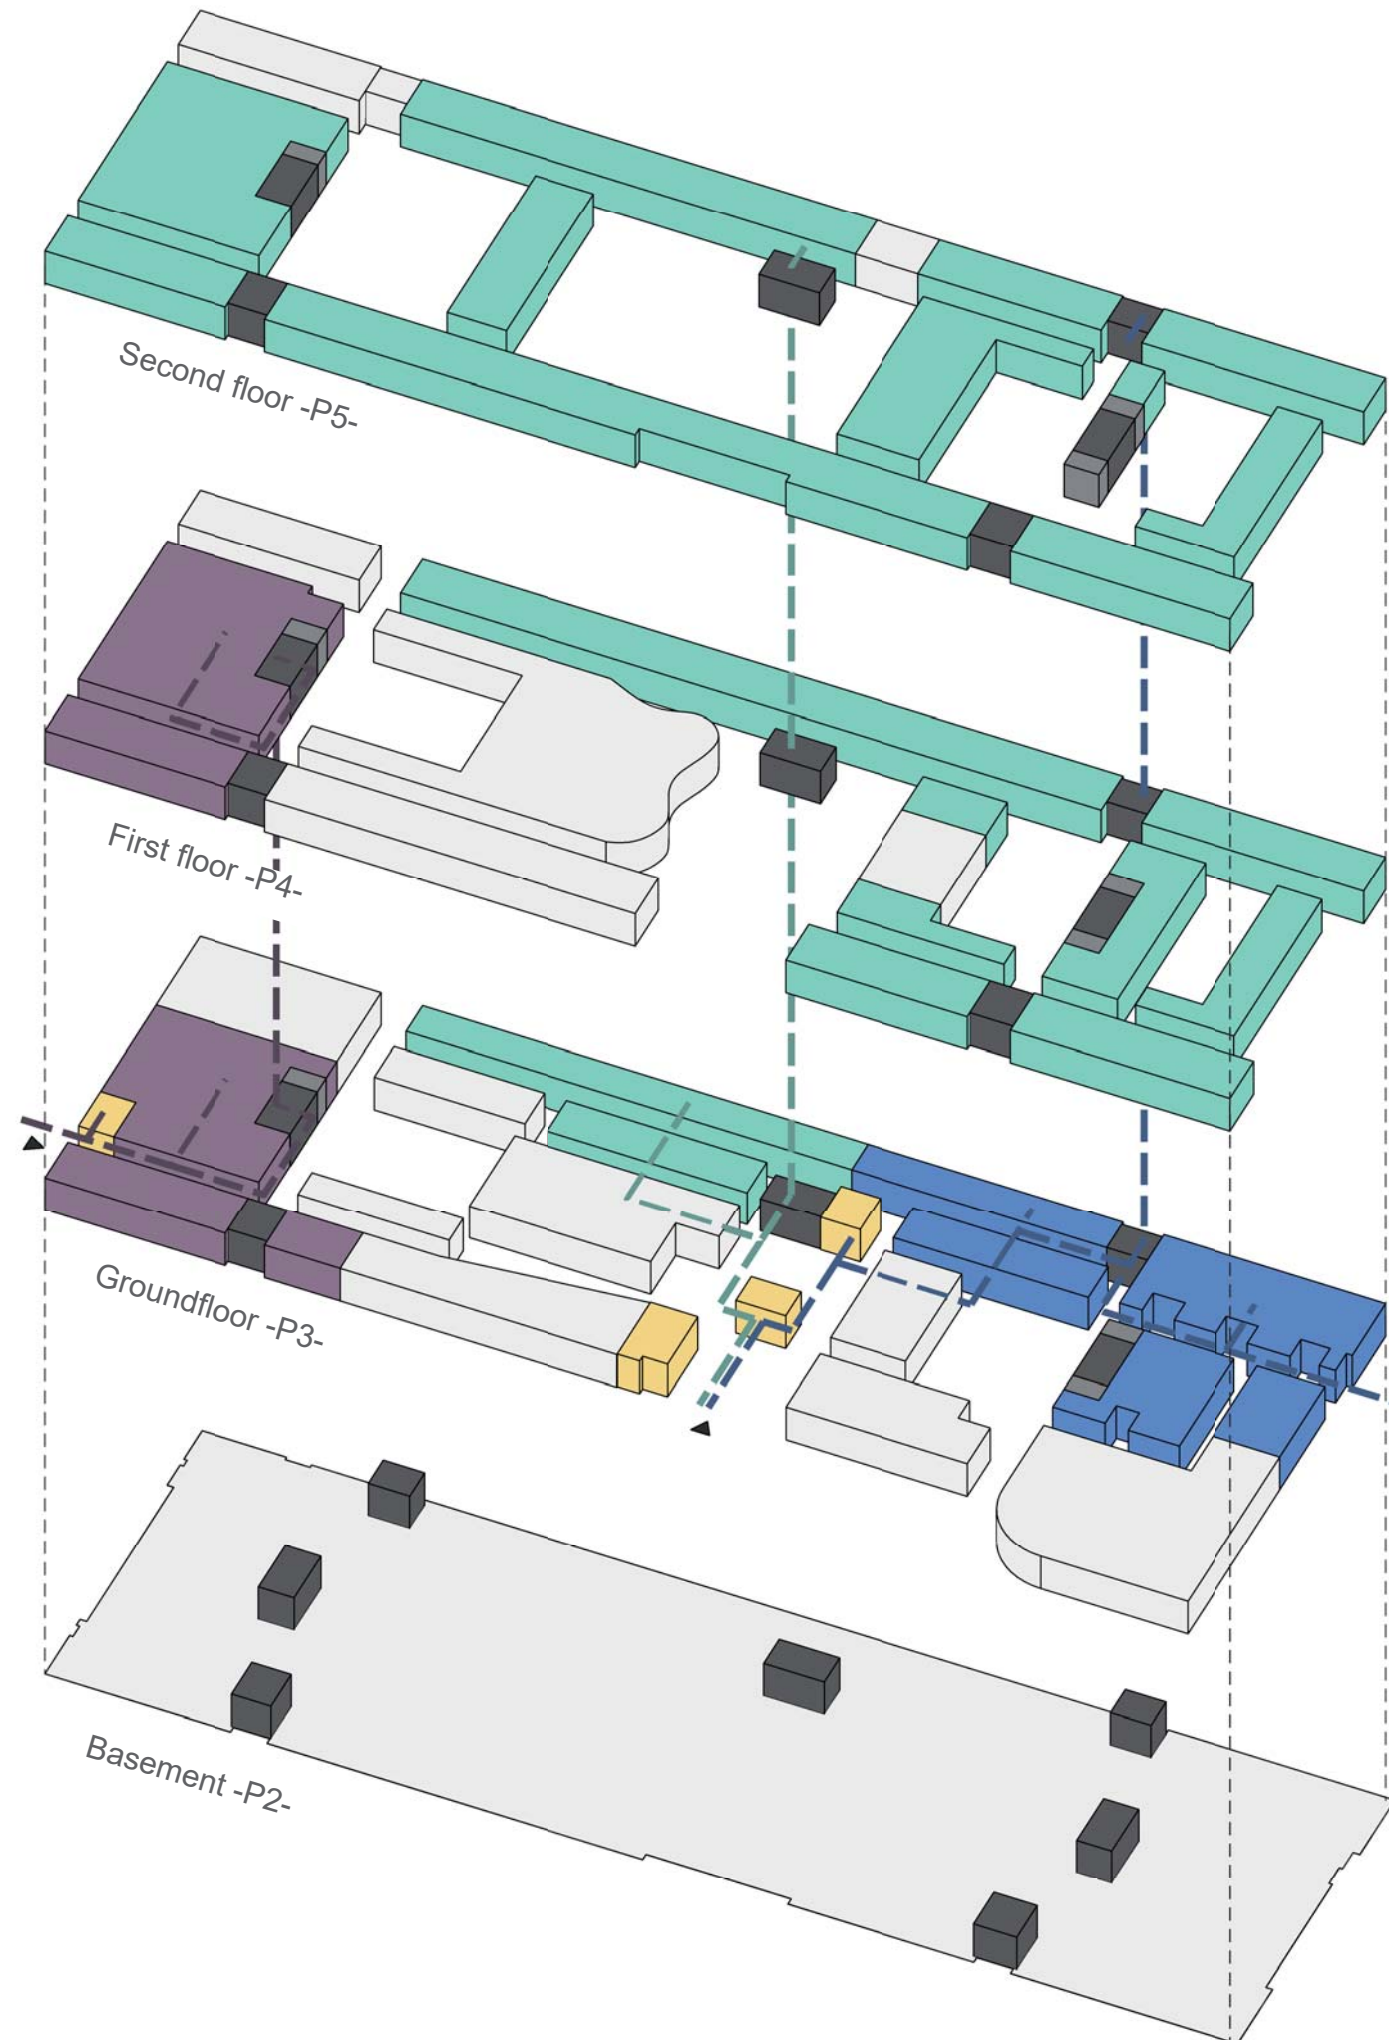 Second floor -P5-
First floor -P4-
Groundfloor -P3-
Basement -P2-